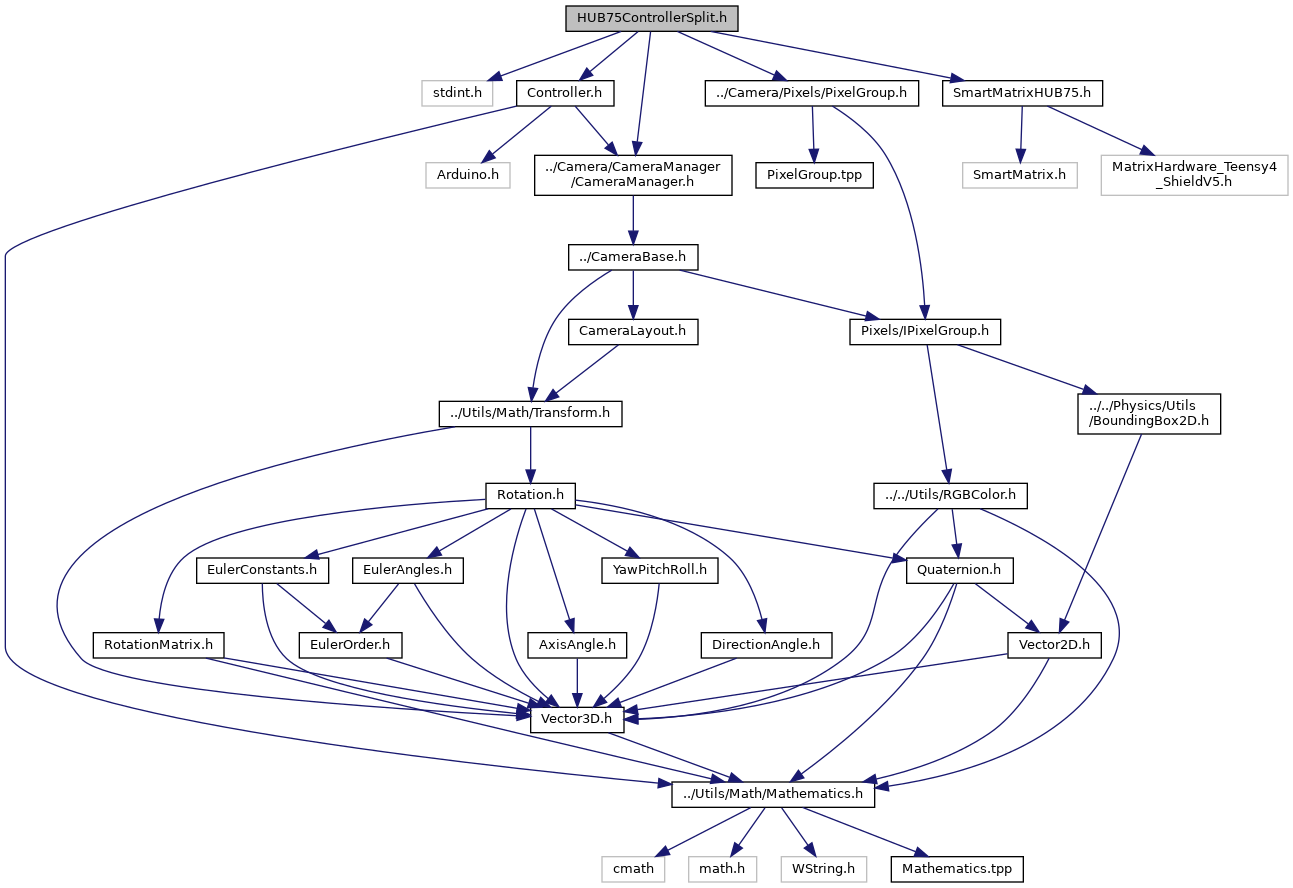 HUB75ControllerSplit.h
stdint.h
Controller.h
../Camera/Pixels/PixelGroup.h
SmartMatrixHUB75.h
Arduino.h
../Camera/CameraManager
/CameraManager.h
PixelGroup.tpp
SmartMatrix.h
MatrixHardware_Teensy4
_ShieldV5.h
../CameraBase.h
CameraLayout.h
Pixels/IPixelGroup.h
../Utils/Math/Transform.h
../../Physics/Utils
/BoundingBox2D.h
Rotation.h
../../Utils/RGBColor.h
EulerConstants.h
EulerAngles.h
YawPitchRoll.h
Quaternion.h
RotationMatrix.h
EulerOrder.h
AxisAngle.h
DirectionAngle.h
Vector2D.h
Vector3D.h
../Utils/Math/Mathematics.h
cmath
math.h
WString.h
Mathematics.tpp